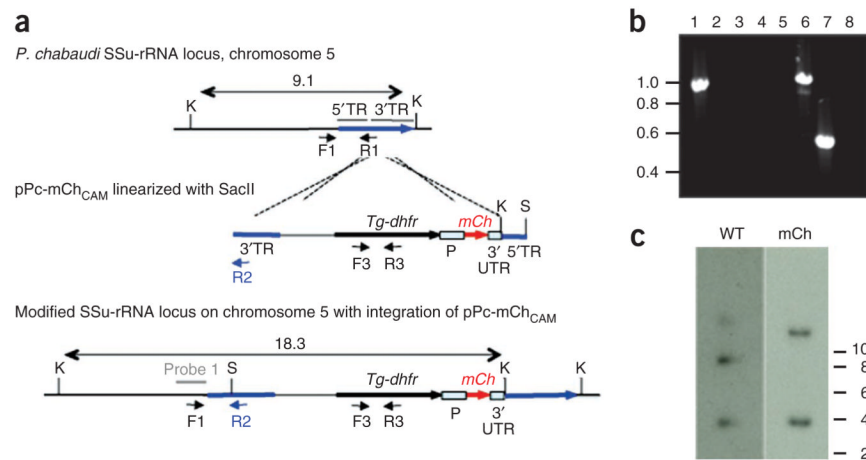 a
P. chabaudi SSu-rRNA locus, chromosome 5
9.1
K
5′TR 3′TR K
F1 R1
pPc-mChCAM linearized with SacII
K S
Tg-dhfr mCh
3′TR P 3′ 5′TR
R2 F3 R3 UTR
Modified SSu-rRNA locus on chromosome 5 with integration of pPc-mChCAM
18.3
K Probe 1 S Tg-dhfr mCh K K
F1 R2 F3 R3 P 3′
UTR
b
1 2 3 4 5 6 7 8
1.0
0.8
0.6
0.4
c
WT mCh
10
8
6
4
2